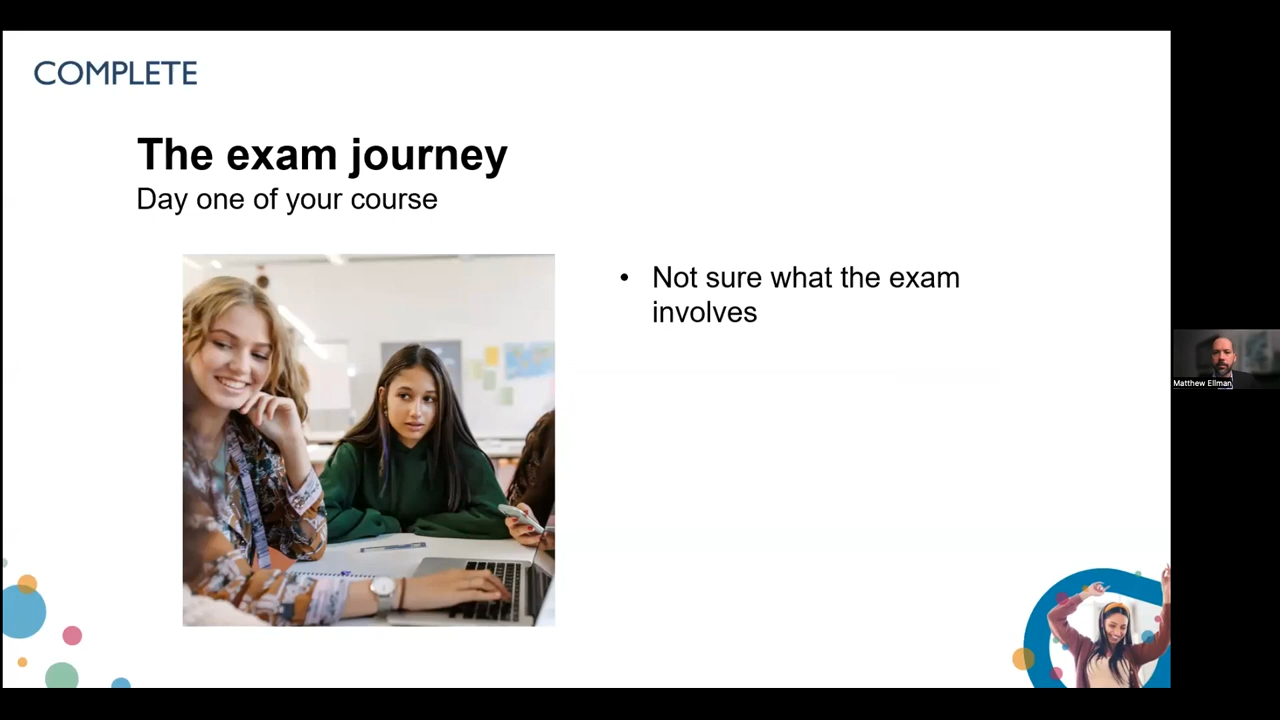 COMPLETE
The exam journey
Day one of your course
• Not sure what the exam
involves
Matthew Ellman